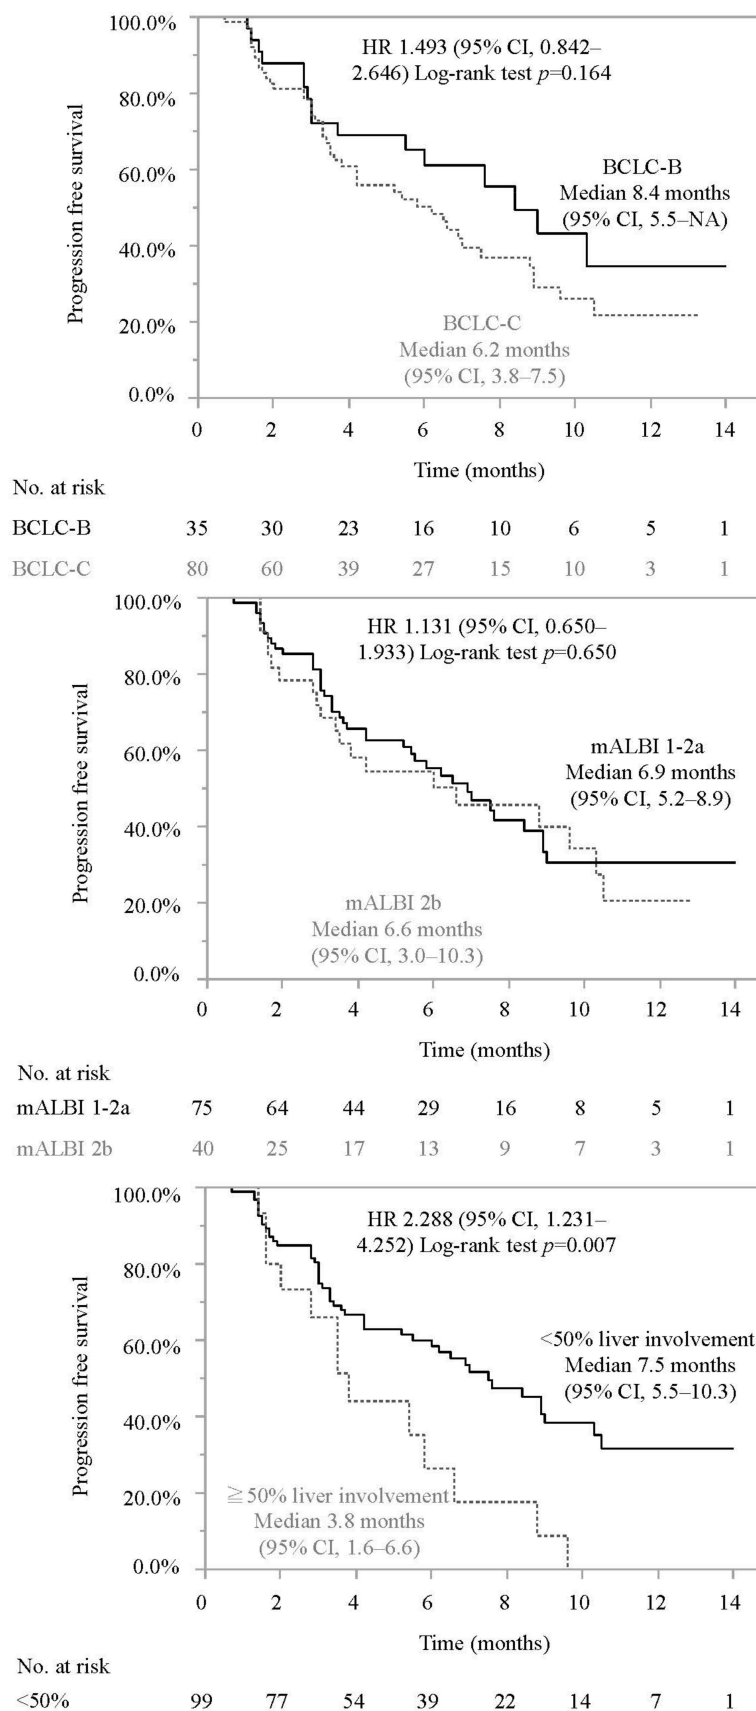 100.0%
80.0%
60.0%
40.0%
20.0%
0.0%
Progression free survival
HR 1.493 (95% CI, 0.842–
2.646) Log-rank test p=0.164
BCLC-B
Median 8.4 months
(95% CI, 5.5–NA)
BCLC-C
Median 6.2 months
(95% CI, 3.8–7.5)
0 2 4 6 8 10 12 14
Time (months)
No. at risk
BCLC-B 35 30 23 16 10 6 5 1
BCLC-C 80 60 39 27 15 10 3 1
100.0%
80.0%
60.0%
40.0%
20.0%
0.0%
Progression free survival
HR 1.131 (95% CI, 0.650–
1.933) Log-rank test p=0.650
mALBI 1-2a
Median 6.9 months
(95% CI, 5.2–8.9)
mALBI 2b
Median 6.6 months
(95% CI, 3.0–10.3)
0 2 4 6 8 10 12 14
Time (months)
No. at risk
mALBI 1-2a 75 64 44 29 16 8 5 1
mALBI 2b 40 25 17 13 9 7 3 1
100.0%
80.0%
60.0%
40.0%
20.0%
0.0%
Progression free survival
HR 2.288 (95% CI, 1.231–
4.252) Log-rank test p=0.007
<50% liver involvement
Median 7.5 months
(95% CI, 5.5–10.3)
≧50% liver involvement
Median 3.8 months
(95% CI, 1.6–6.6)
0 2 4 6 8 10 12 14
Time (months)
No. at risk
<50% 99 77 54 39 22 14 7 1